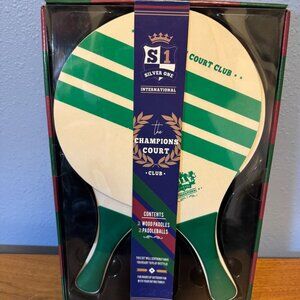 S1
SILVER ONE
INTERNATIONAL
COURT CLUB
the
CHAMPIONS
COURT
CLUB
CONTENTS
2 WOOD PADDLES
2 PADDLEBALLS